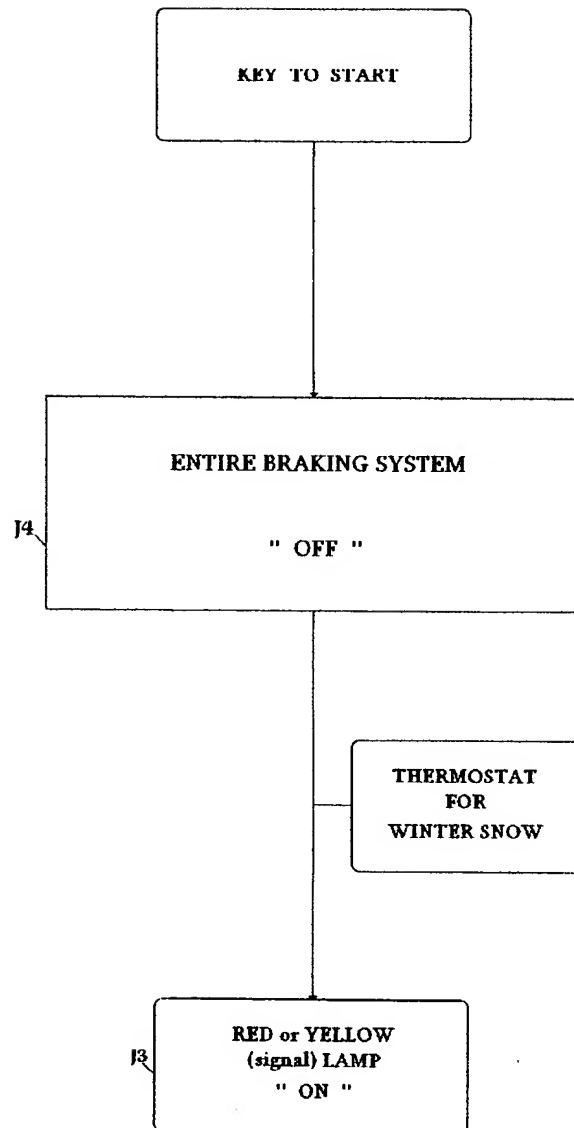 KEY TO START
ENTIRE BRAKING SYSTEM
J4
" OFF "
THERMOSTAT
FOR
WINTER SNOW
RED or YELLOW
J3
(signal) LAMP
" ON "